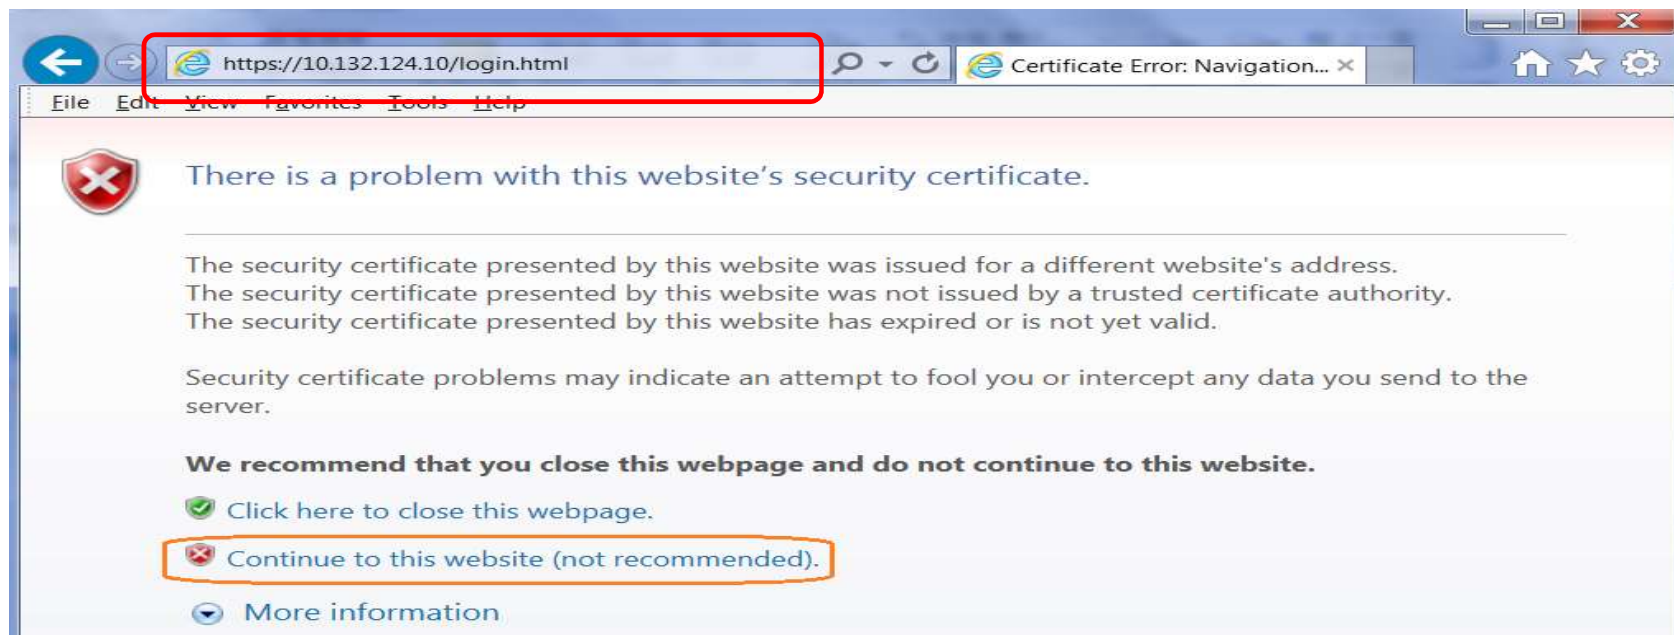 https://10.132.124.10/login.html
Certificate Error: Navigation...
File Edit View Favorites Tools Help
There is a problem with this website's security certificate.
The security certificate presented by this website was issued for a different website's address.
The security certificate presented by this website was not issued by a trusted certificate authority.
The security certificate presented by this website has expired or is not yet valid.
Security certificate problems may indicate an attempt to fool you or intercept any data you send to the
server.
We recommend that you close this webpage and do not continue to this website.
Click here to close this webpage.
Continue to this website (not recommended).
More information